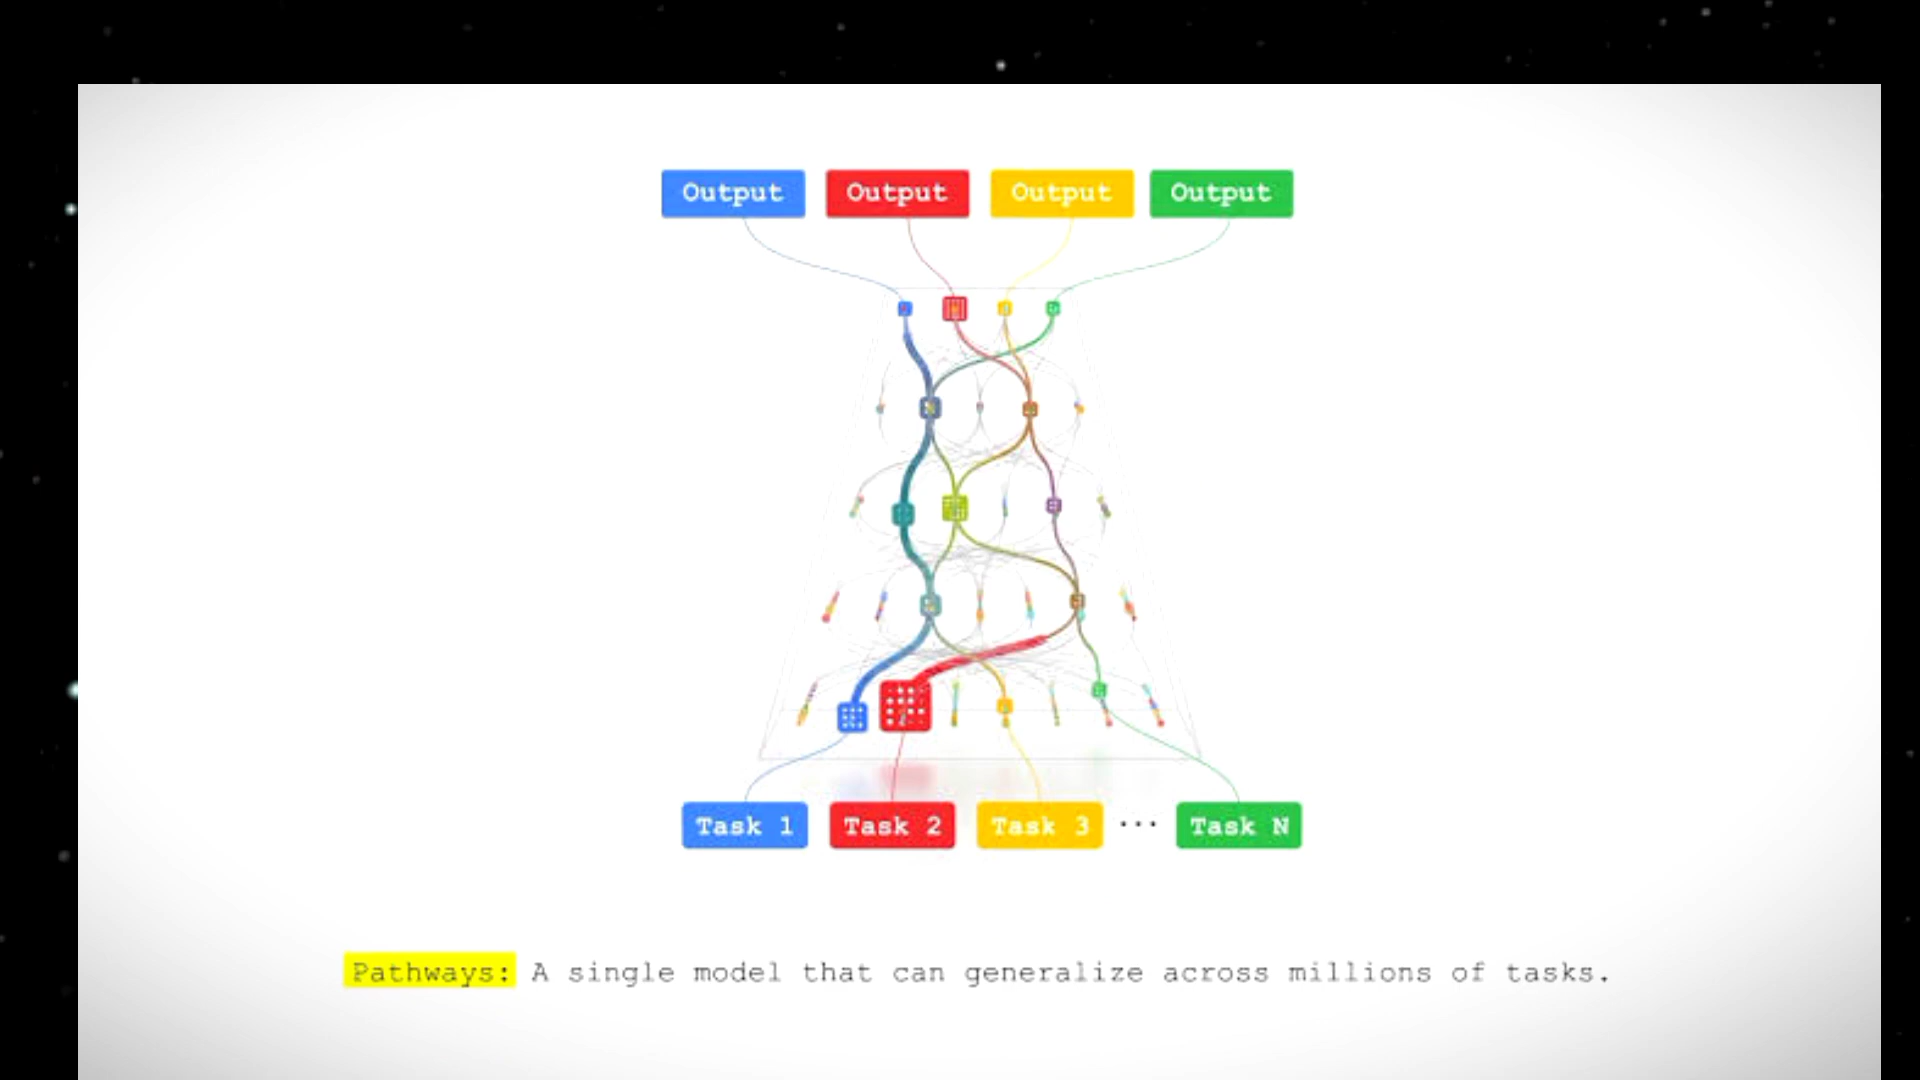 Output Output Output Output
Task 1 Task 2 Task 3 ... Task N
Pathways: A single model that can generalize across millions of tasks.